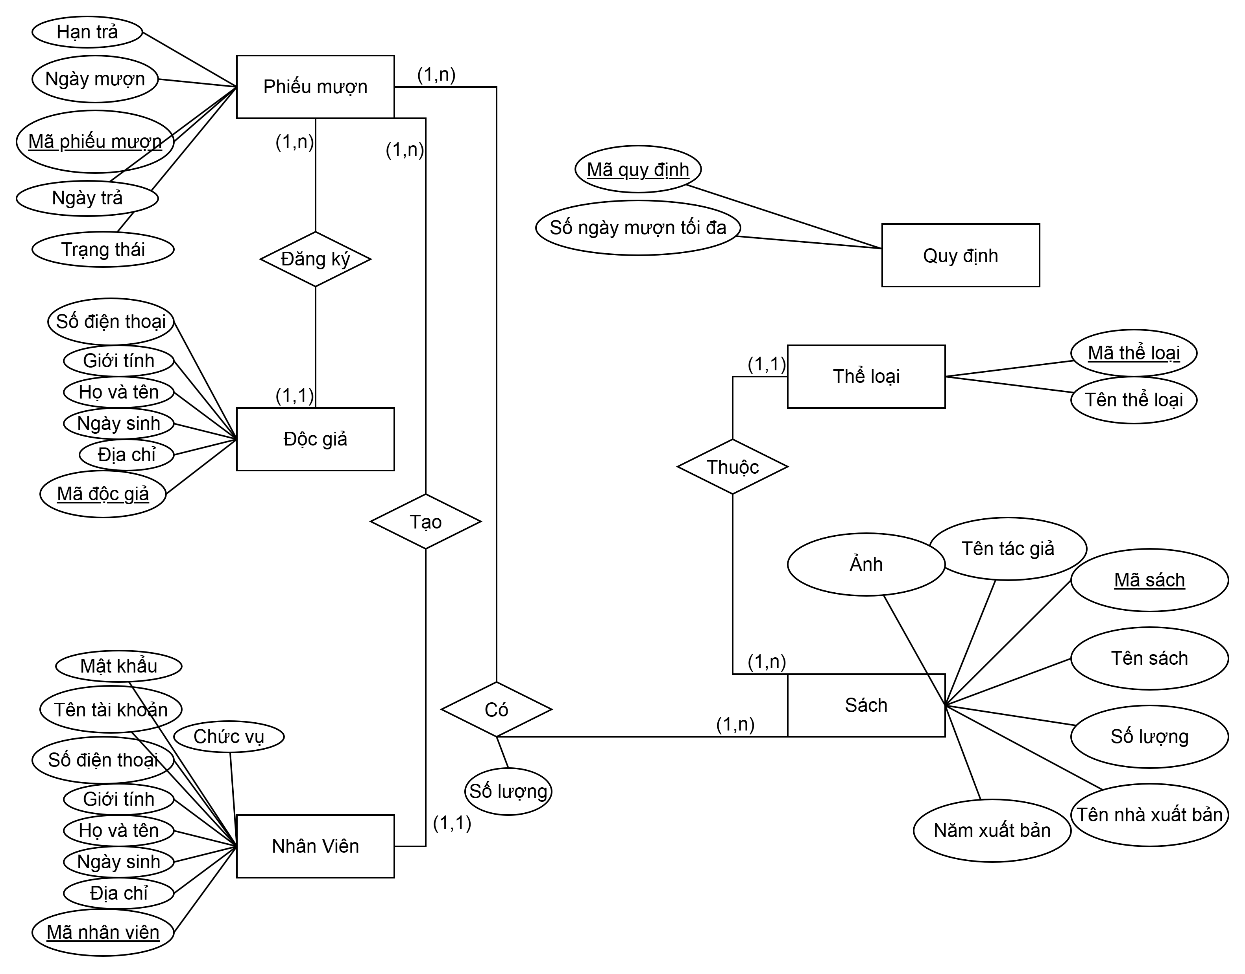 Hạn trả
Ngày mượn
Mã phiếu mượn
Ngày trả
Trạng thái
Phiếu mượn
(1,n)
(1,n)
(1,n)
Đăng ký
(1,1)
Số điện thoại
Giới tính
Họ và tên
Ngày sinh
Địa chỉ
Mã độc giả
Độc giả
Tạo
Mã quy định
Số ngày mượn tối đa
Quy định
(1,1)
Thể loại
Mã thể loại
Tên thể loại
Thuộc
Ảnh
Tên tác giả
Mã sách
Tên sách
Số lượng
Tên nhà xuất bản
Năm xuất bản
(1,n)
Sách
(1,n)
Có
Số lượng
Mật khẩu
Tên tài khoản
Chức vụ
Số điện thoại
Giới tính
Họ và tên
Ngày sinh
Địa chỉ
Mã nhân viên
Nhân Viên
(1,1)